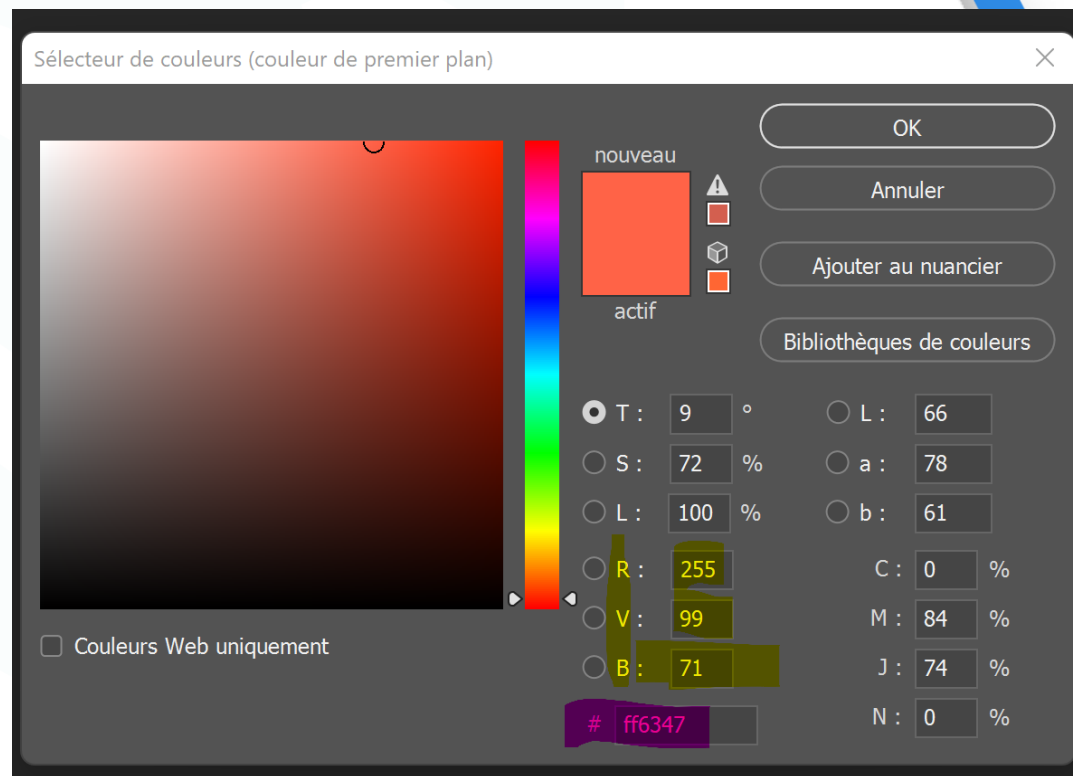 Sélecteur de couleurs (couleur de premier plan)
OK
nouveau
Annuler
Ajouter au nuancier
actif
Bibliothèques de couleurs
T : 9 ° L : 66
S : 72 % a : 78
L : 100 % b : 61
R : 255 C : 0 %
V : 99 M : 84 %
Couleurs Web uniquement
B : 71 J : 74 %
# ff6347 N : 0 %